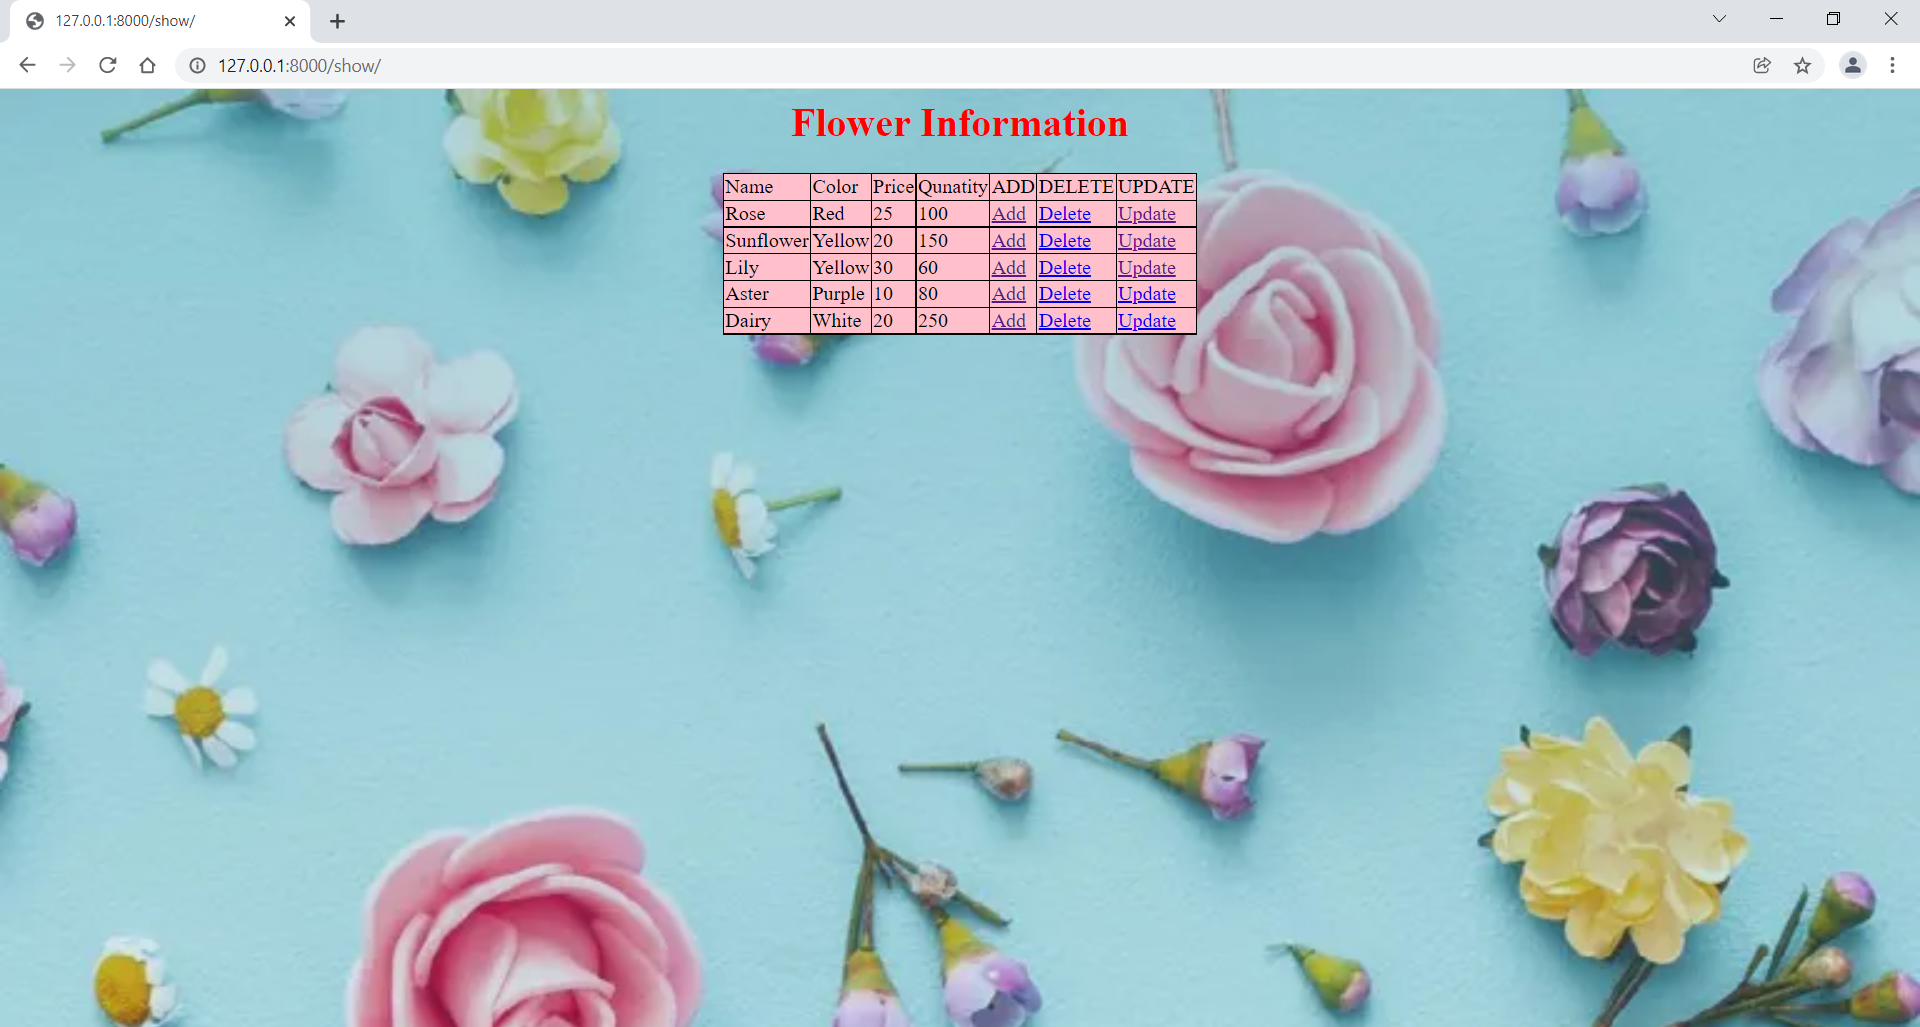 127.0.0.1:8000/show/
127.0.0.1:8000/show/
Flower Information
Name Color Price Qunatity ADD DELETE UPDATE
Rose Red 25 100 Add Delete Update
Sunflower Yellow 20 150 Add Delete Update
Lily Yellow 30 60 Add Delete Update
Aster Purple 10 80 Add Delete Update
Dairy White 20 250 Add Delete Update